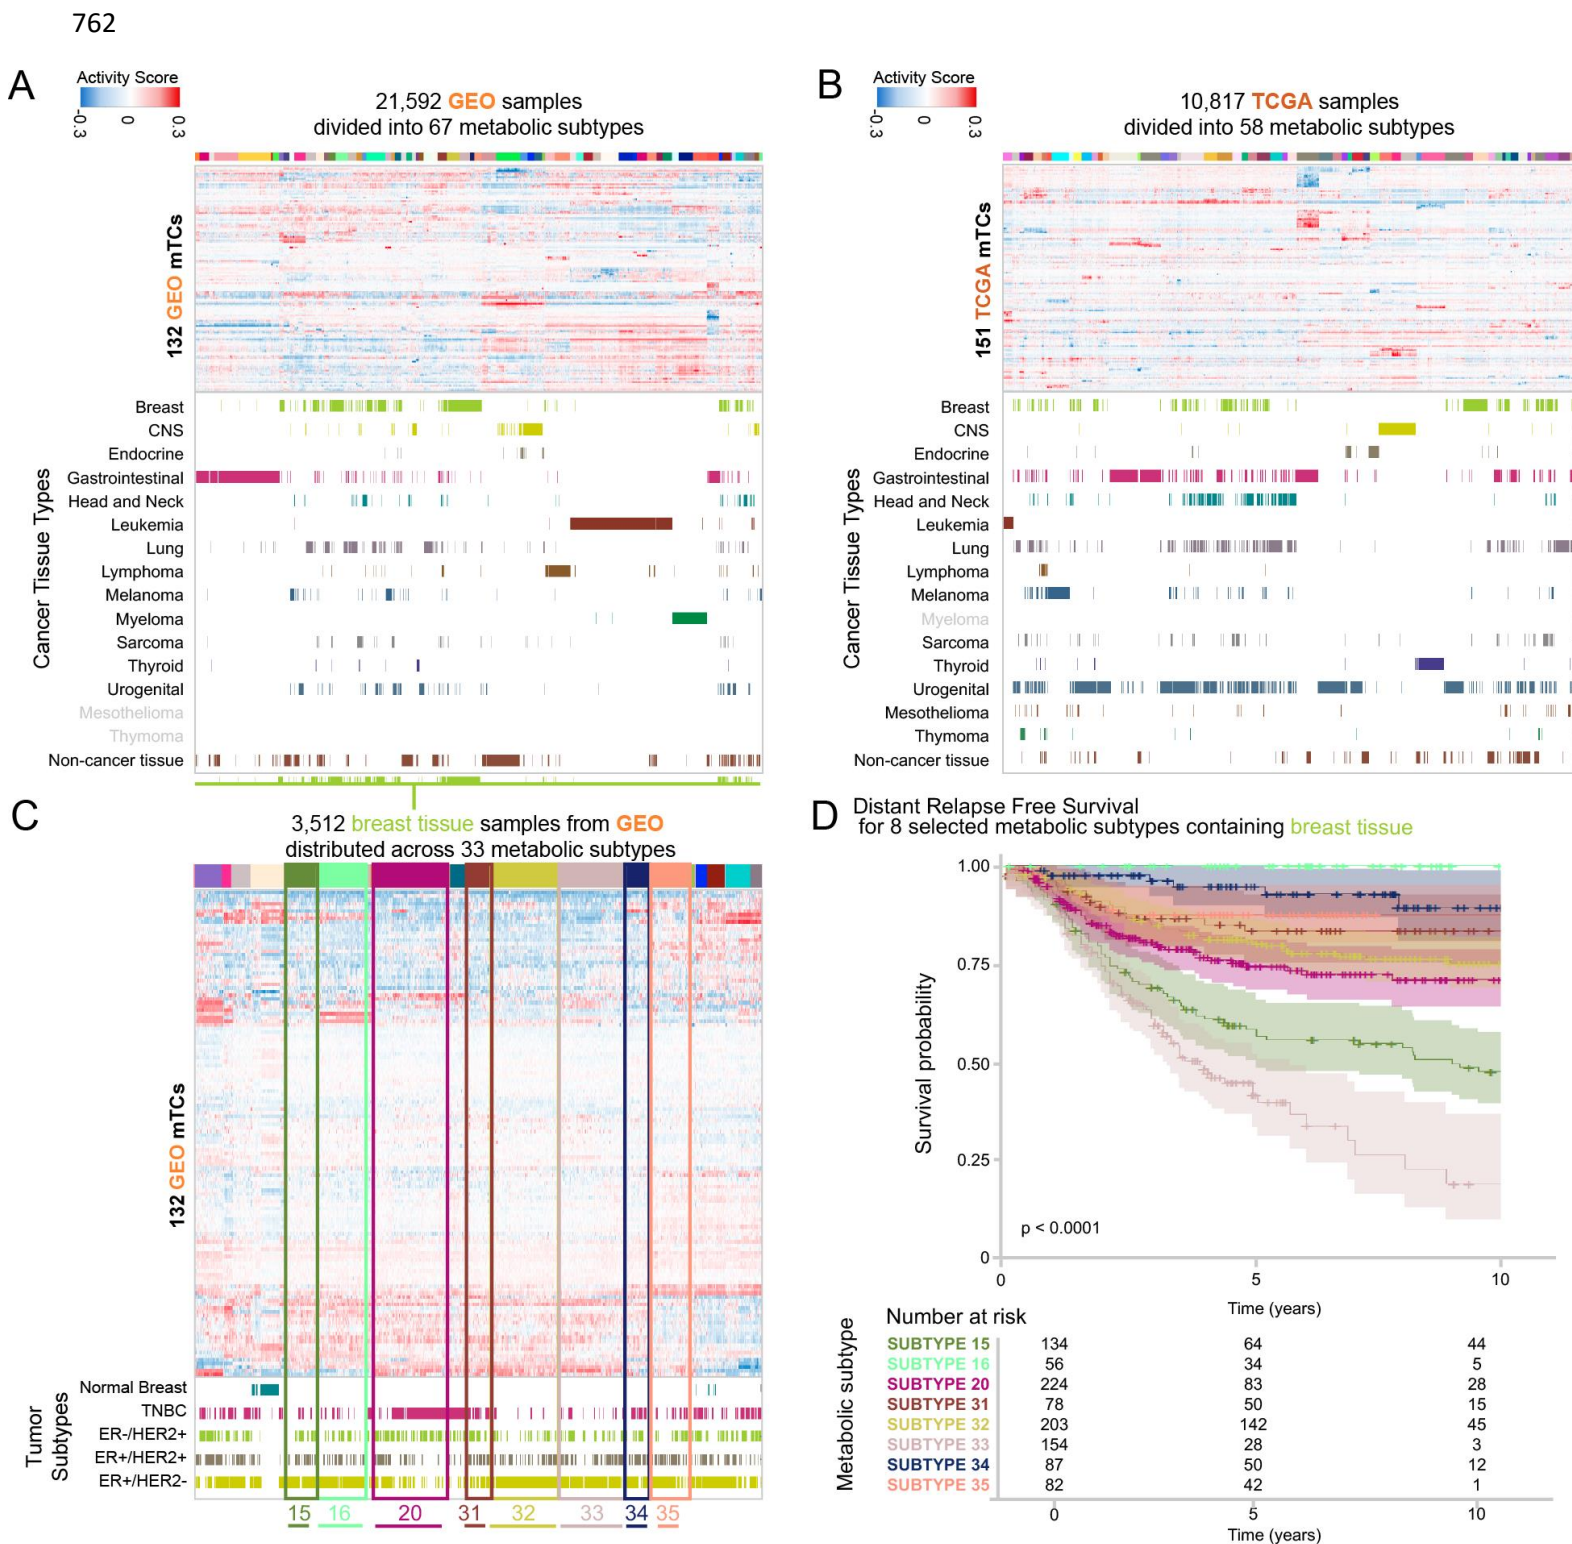 762
A
Activity Score
-0.3
0
0.3
21,592 GEO samples
divided into 67 metabolic subtypes
132 GEO mTCs
Cancer Tissue Types
Breast
CNS
Endocrine
Gastrointestinal
Head and Neck
Leukemia
Lung
Lymphoma
Melanoma
Myeloma
Sarcoma
Thyroid
Urogenital
Mesothelioma
Thymoma
Non-cancer tissue
B
Activity Score
-0.3
0
0.3
10,817 TCGA samples
divided into 58 metabolic subtypes
151 TCGA mTCs
Cancer Tissue Types
Breast
CNS
Endocrine
Gastrointestinal
Head and Neck
Leukemia
Lung
Lymphoma
Melanoma
Myeloma
Sarcoma
Thyroid
Urogenital
Mesothelioma
Thymoma
Non-cancer tissue
C
3,512 breast tissue samples from GEO
distributed across 33 metabolic subtypes
132 GEO mTCs
Tumor
Subtypes
Normal Breast
TNBC
ER-/HER2+
ER+/HER2+
ER+/HER2-
15 16 20 31 32 33 34 35
D
Distant Relapse Free Survival
for 8 selected metabolic subtypes containing breast tissue
Survival probability
1.00
0.75
0.50
0.25
0
p < 0.0001
0 5 10
Time (years)
Number at risk
Metabolic subtype
SUBTYPE 15 134 64 44
SUBTYPE 16 56 34 5
SUBTYPE 20 224 83 28
SUBTYPE 31 78 50 15
SUBTYPE 32 203 142 45
SUBTYPE 33 154 28 3
SUBTYPE 34 87 50 12
SUBTYPE 35 82 42 1
0 5 10
Time (years)